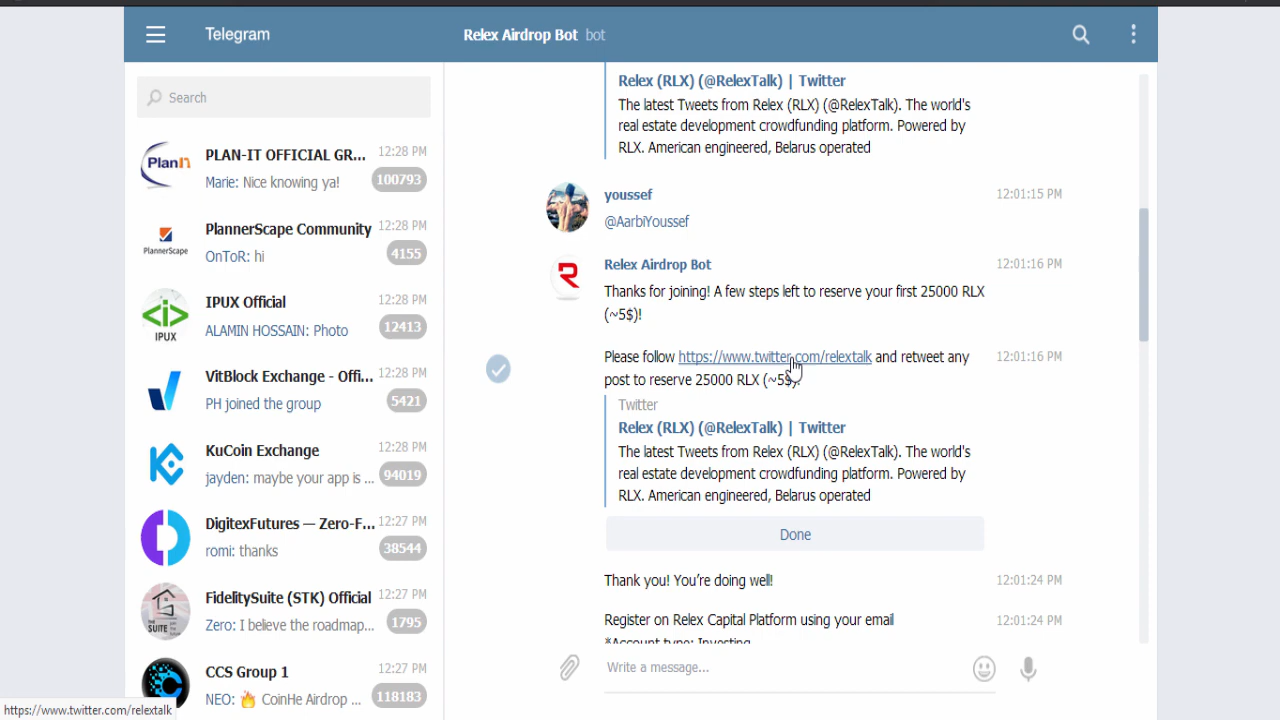 Telegram
Relex Airdrop Bot bot
Search
PLAN-IT OFFICIAL GR... 12:28 PM
Marie: Nice knowing ya! 100793
PlannerScape Community 12:28 PM
OnToR: hi 4155
IPUX Official 12:28 PM
ALAMIN HOSSAIN: Photo 12413
VitBlock Exchange - Offi... 12:28 PM
PH joined the group 5421
KuCoin Exchange 12:28 PM
jayden: maybe your app is ... 94019
DigitexFutures — Zero-F... 12:27 PM
romi: thanks 38544
FidelitySuite (STK) Official 12:27 PM
Zero: I believe the roadmap... 1795
CCS Group 1 12:27 PM
NEO: 🔥 CoinHe Airdrop ... 118183
PlanIT
PlannerScape
IPUX
THE SUITE
Relex (RLX) (@RelexTalk) | Twitter
The latest Tweets from Relex (RLX) (@RelexTalk). The world's
real estate development crowdfunding platform. Powered by
RLX. American engineered, Belarus operated
youssef 12:01:15 PM
@AarbiYoussef
Relex Airdrop Bot 12:01:16 PM
Thanks for joining! A few steps left to reserve your first 25000 RLX
(~5$)!
Please follow https://www.twitter.com/relextalk and retweet any 12:01:16 PM
post to reserve 25000 RLX (~5$).
Twitter
Relex (RLX) (@RelexTalk) | Twitter
The latest Tweets from Relex (RLX) (@RelexTalk). The world's
real estate development crowdfunding platform. Powered by
RLX. American engineered, Belarus operated
Done
Thank you! You're doing well! 12:01:24 PM
Register on Relex Capital Platform using your email 12:01:24 PM
*Account type: Investing
Write a message...
https://www.twitter.com/relextalk